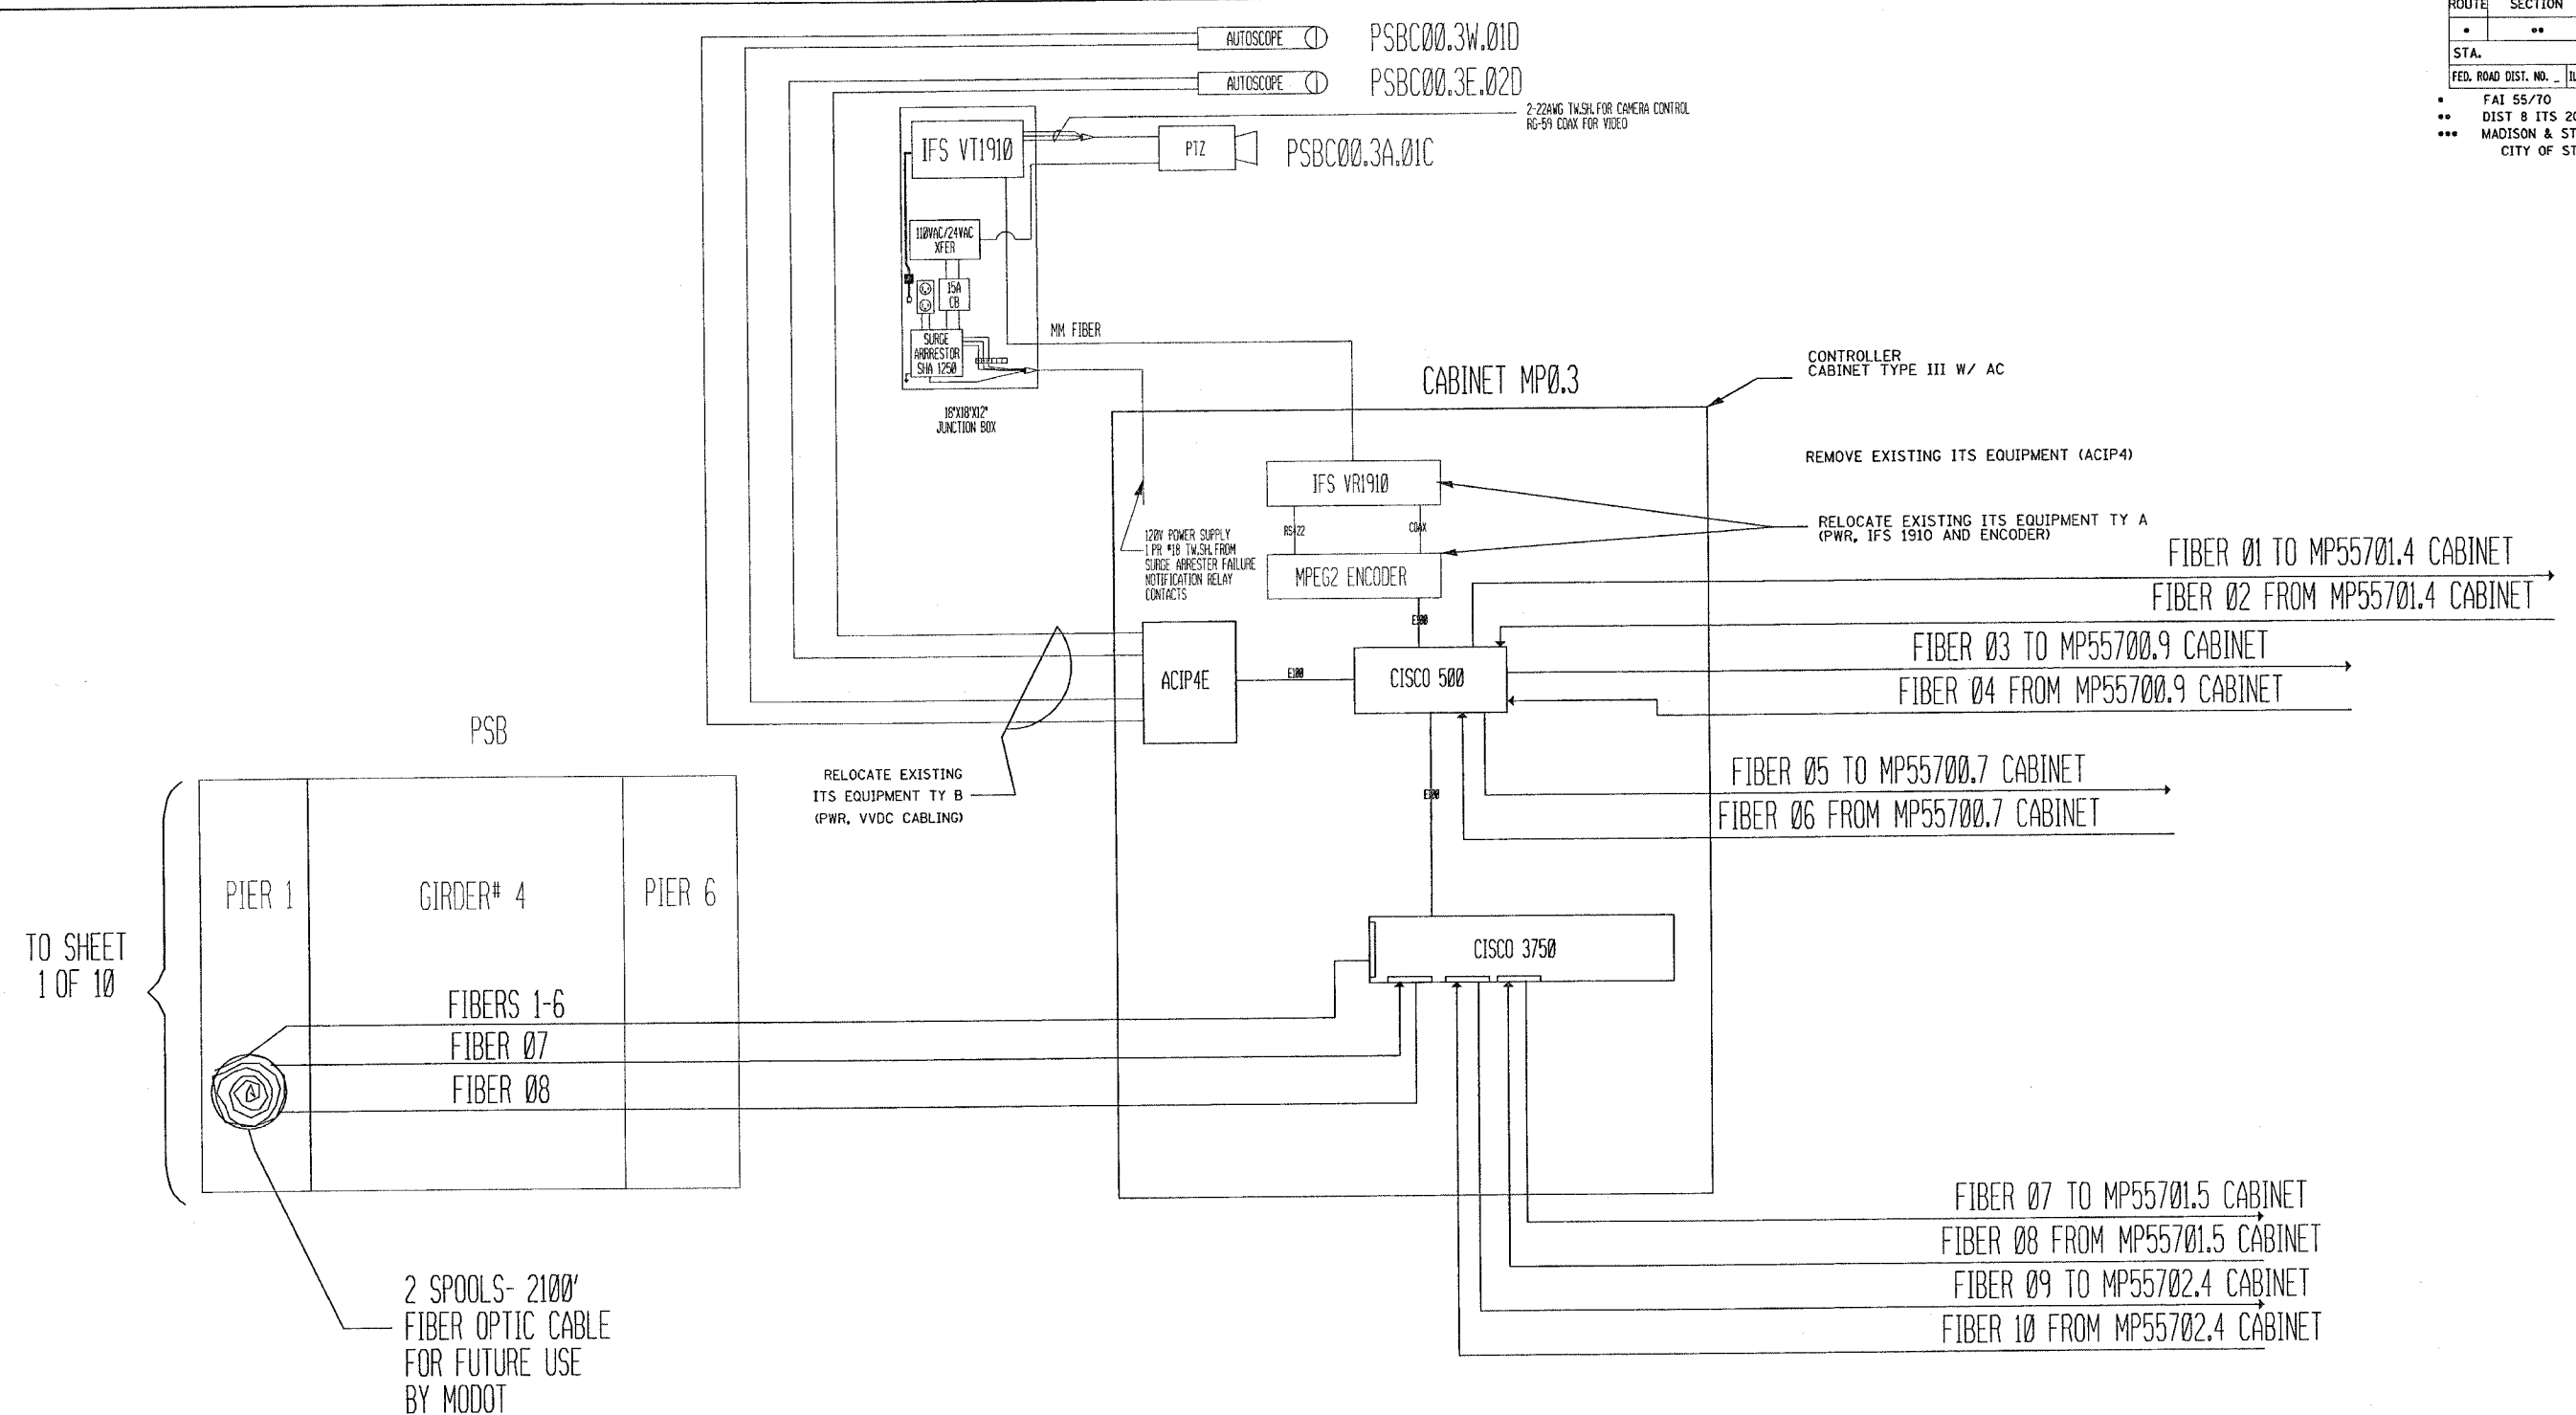 ROUTE SECTION
STA.
FED. ROAD DIST. NO. _
* FAI 55/70
** DIST 8 ITS
*** MADISON &
CITY OF
AUTOSCOPE
PSBC00.3W.01D
AUTOSCOPE
PSBC00.3E.02D
2-22AWG TW.SH. FOR CAMERA CONTROL
RG-59 COAX FOR VIDEO
IFS VT1910
PTZ
PSBC00.3A.01C
110VAC/24VAC
XFER
15A
CB
SURGE
ARRRESTOR
SHA 1250
MM FIBER
18"X18"X12"
JUNCTION BOX
CABINET MP0.3
CONTROLLER
CABINET TYPE III W/ AC
REMOVE EXISTING ITS EQUIPMENT (ACIP4)
IFS VR1910
COAX
RELOCATE EXISTING ITS EQUIPMENT TY A
(PWR, IFS 1910 AND ENCODER)
120V POWER SUPPLY
1 PR #18 TW.SH. FROM
SURGE ARRESTER FAILURE
NOTIFICATION RELAY
CONTACTS
MPEG2 ENCODER
E100
FIBER 01 TO MP55701.4 CABINET
FIBER 02 FROM MP55701.4 CABINET
FIBER 03 TO MP55700.9 CABINET
FIBER 04 FROM MP55700.9 CABINET
ACIP4E
E100
CISCO 500
PSB
RELOCATE EXISTING
ITS EQUIPMENT TY B
(PWR, VVDC CABLING)
E100
FIBER 05 TO MP55700.7 CABINET
FIBER 06 FROM MP55700.7 CABINET
PIER 1
GIRDER# 4
PIER 6
TO SHEET
1 OF 10
CISCO 3750
FIBERS 1-6
FIBER 07
FIBER 08
FIBER 07 TO MP55701.5 CABINET
FIBER 08 FROM MP55701.5 CABINET
FIBER 09 TO MP55702.4 CABINET
FIBER 10 FROM MP55702.4 CABINET
2 SPOOLS- 2100'
FIBER OPTIC CABLE
FOR FUTURE USE
BY MODOT